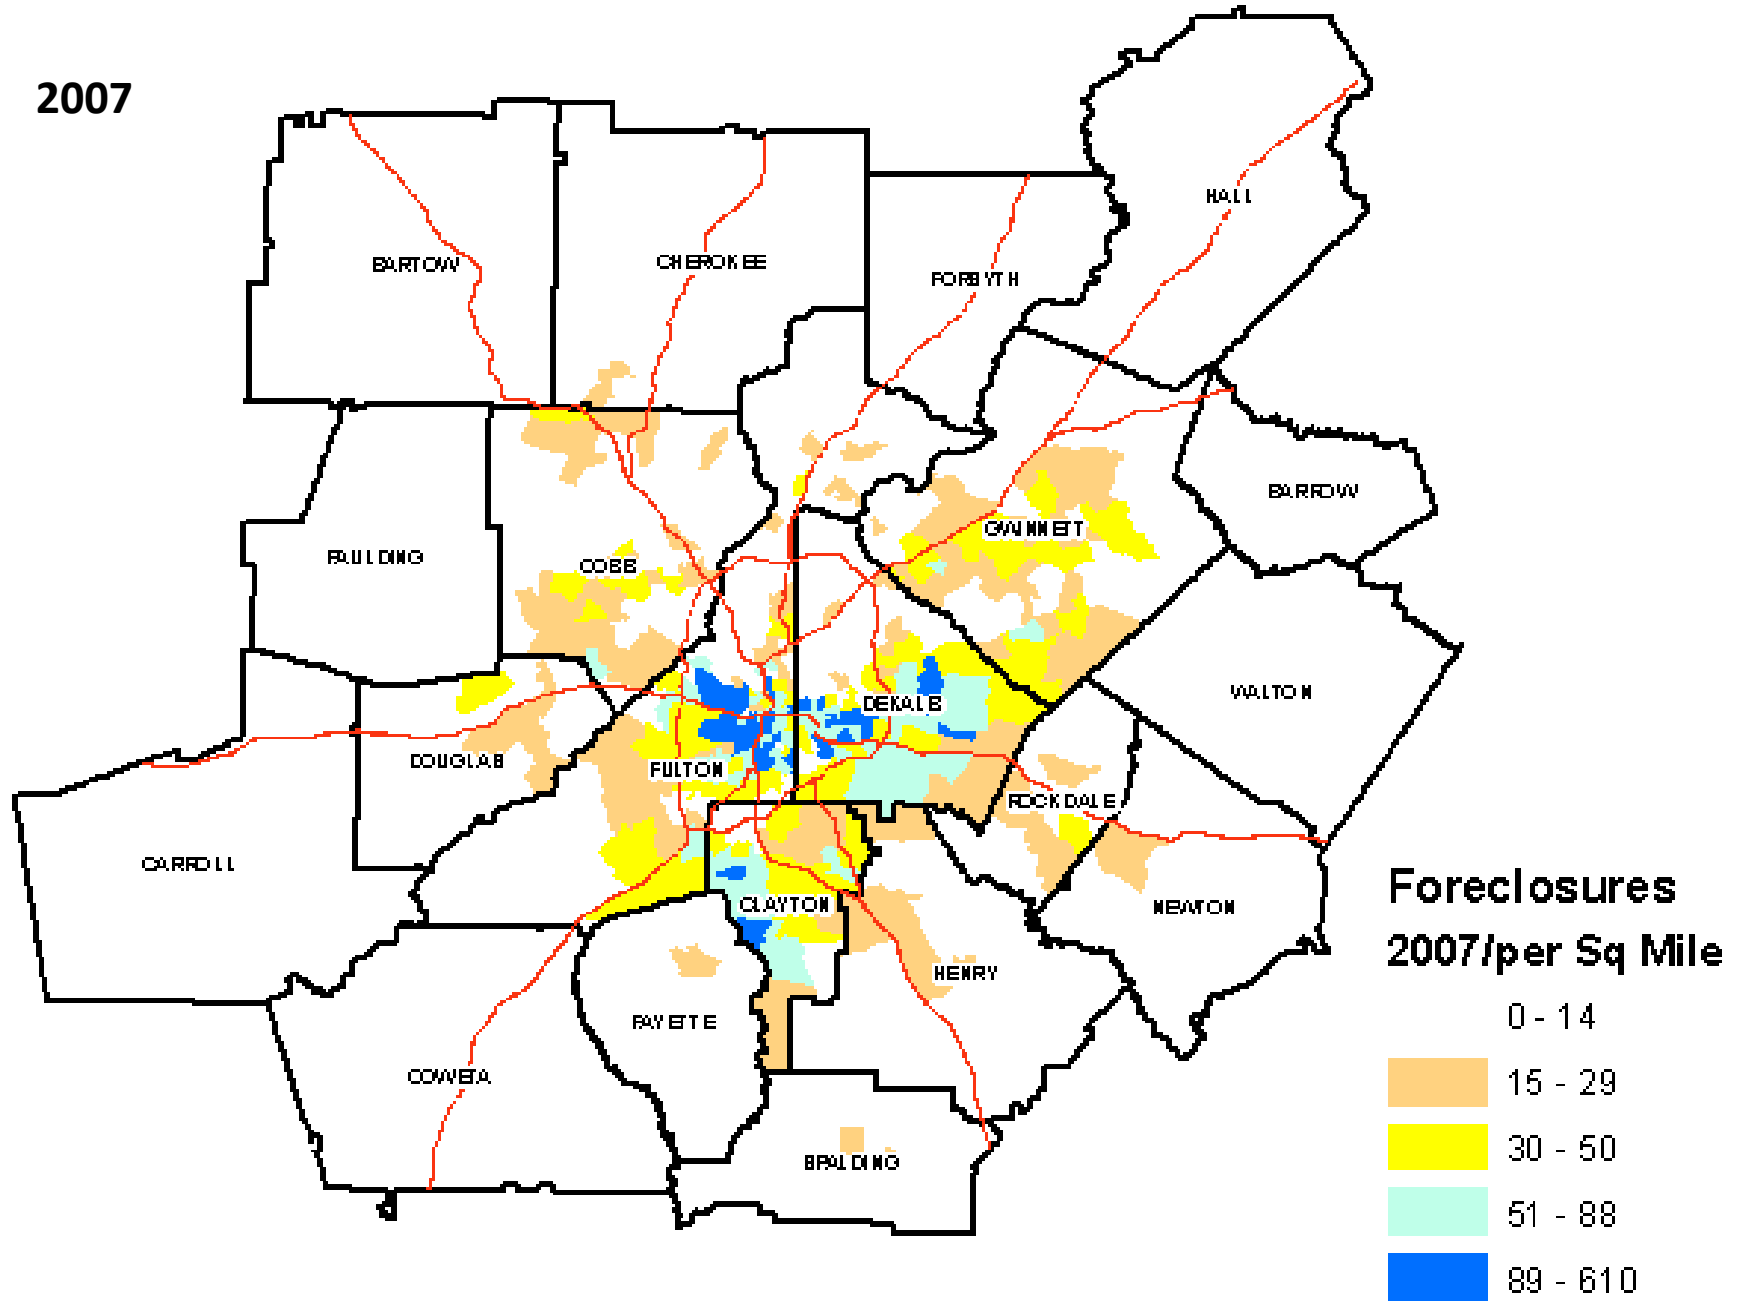 2007
HALL
BARTOW
CHEROKEE
FORSYTH
BARROW
GWINNETT
PAULDING
COBB
WALTON
DEKALB
DOUGLAS
FULTON
ROCKDALE
CARROLL
CLAYTON
NEWTON
HENRY
FAYETTE
COWETA
SPALDING
Foreclosures
2007/per Sq Mile
0 - 14
15 - 29
30 - 50
51 - 88
89 - 610